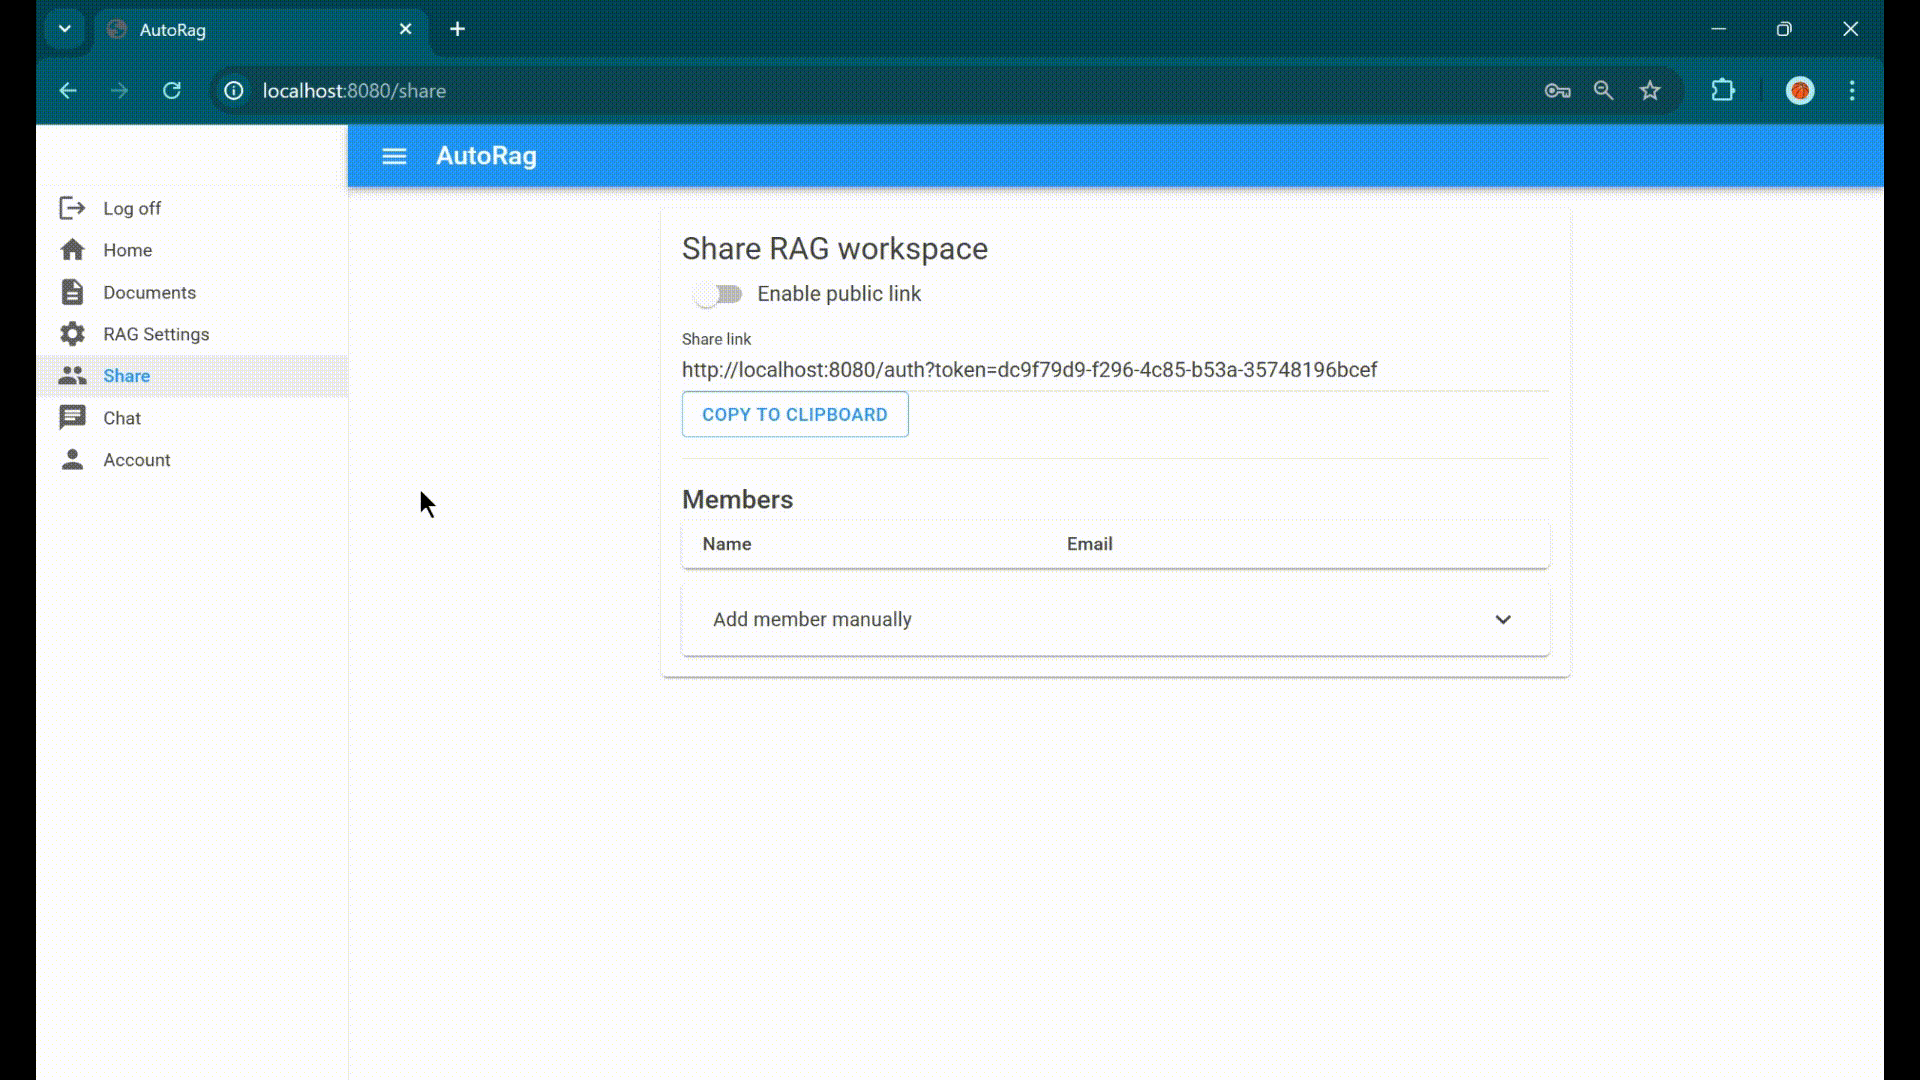 AutoRag
localhost:8080/share
AutoRag
Log off
Home
Documents
RAG Settings
Share
Chat
Account
Share RAG workspace
Enable public link
Share link
http://localhost:8080/auth?token=dc9f79d9-f296-4c85-b53a-35748196bcef
COPY TO CLIPBOARD
Members
Name Email
Add member manually